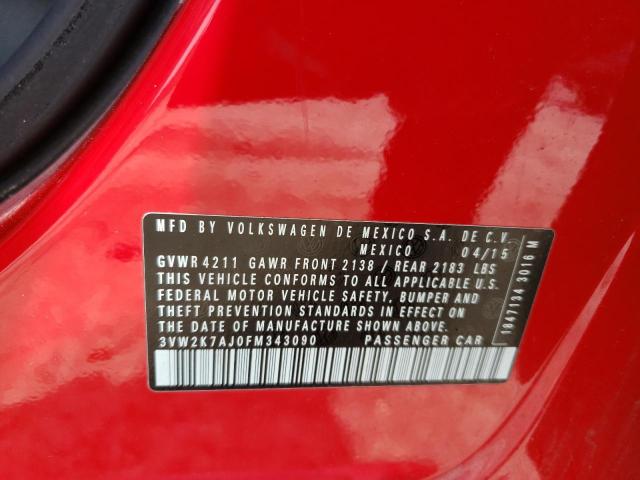 MFD BY VOLKSWAGEN DE MEXICO S.A. DE C.V.
MEXICO 04/15
GVWR 4211 GAWR FRONT 2138 / REAR 2183 LBS
THIS VEHICLE CONFORMS TO ALL APPLICABLE U.S.
FEDERAL MOTOR VEHICLE SAFETY, BUMPER AND
THEFT PREVENTION STANDARDS IN EFFECT ON
THE DATE OF MANUFACTURE SHOWN ABOVE.
3VW2K7AJ0FM343090 PASSENGER CAR
1847134 3016 M